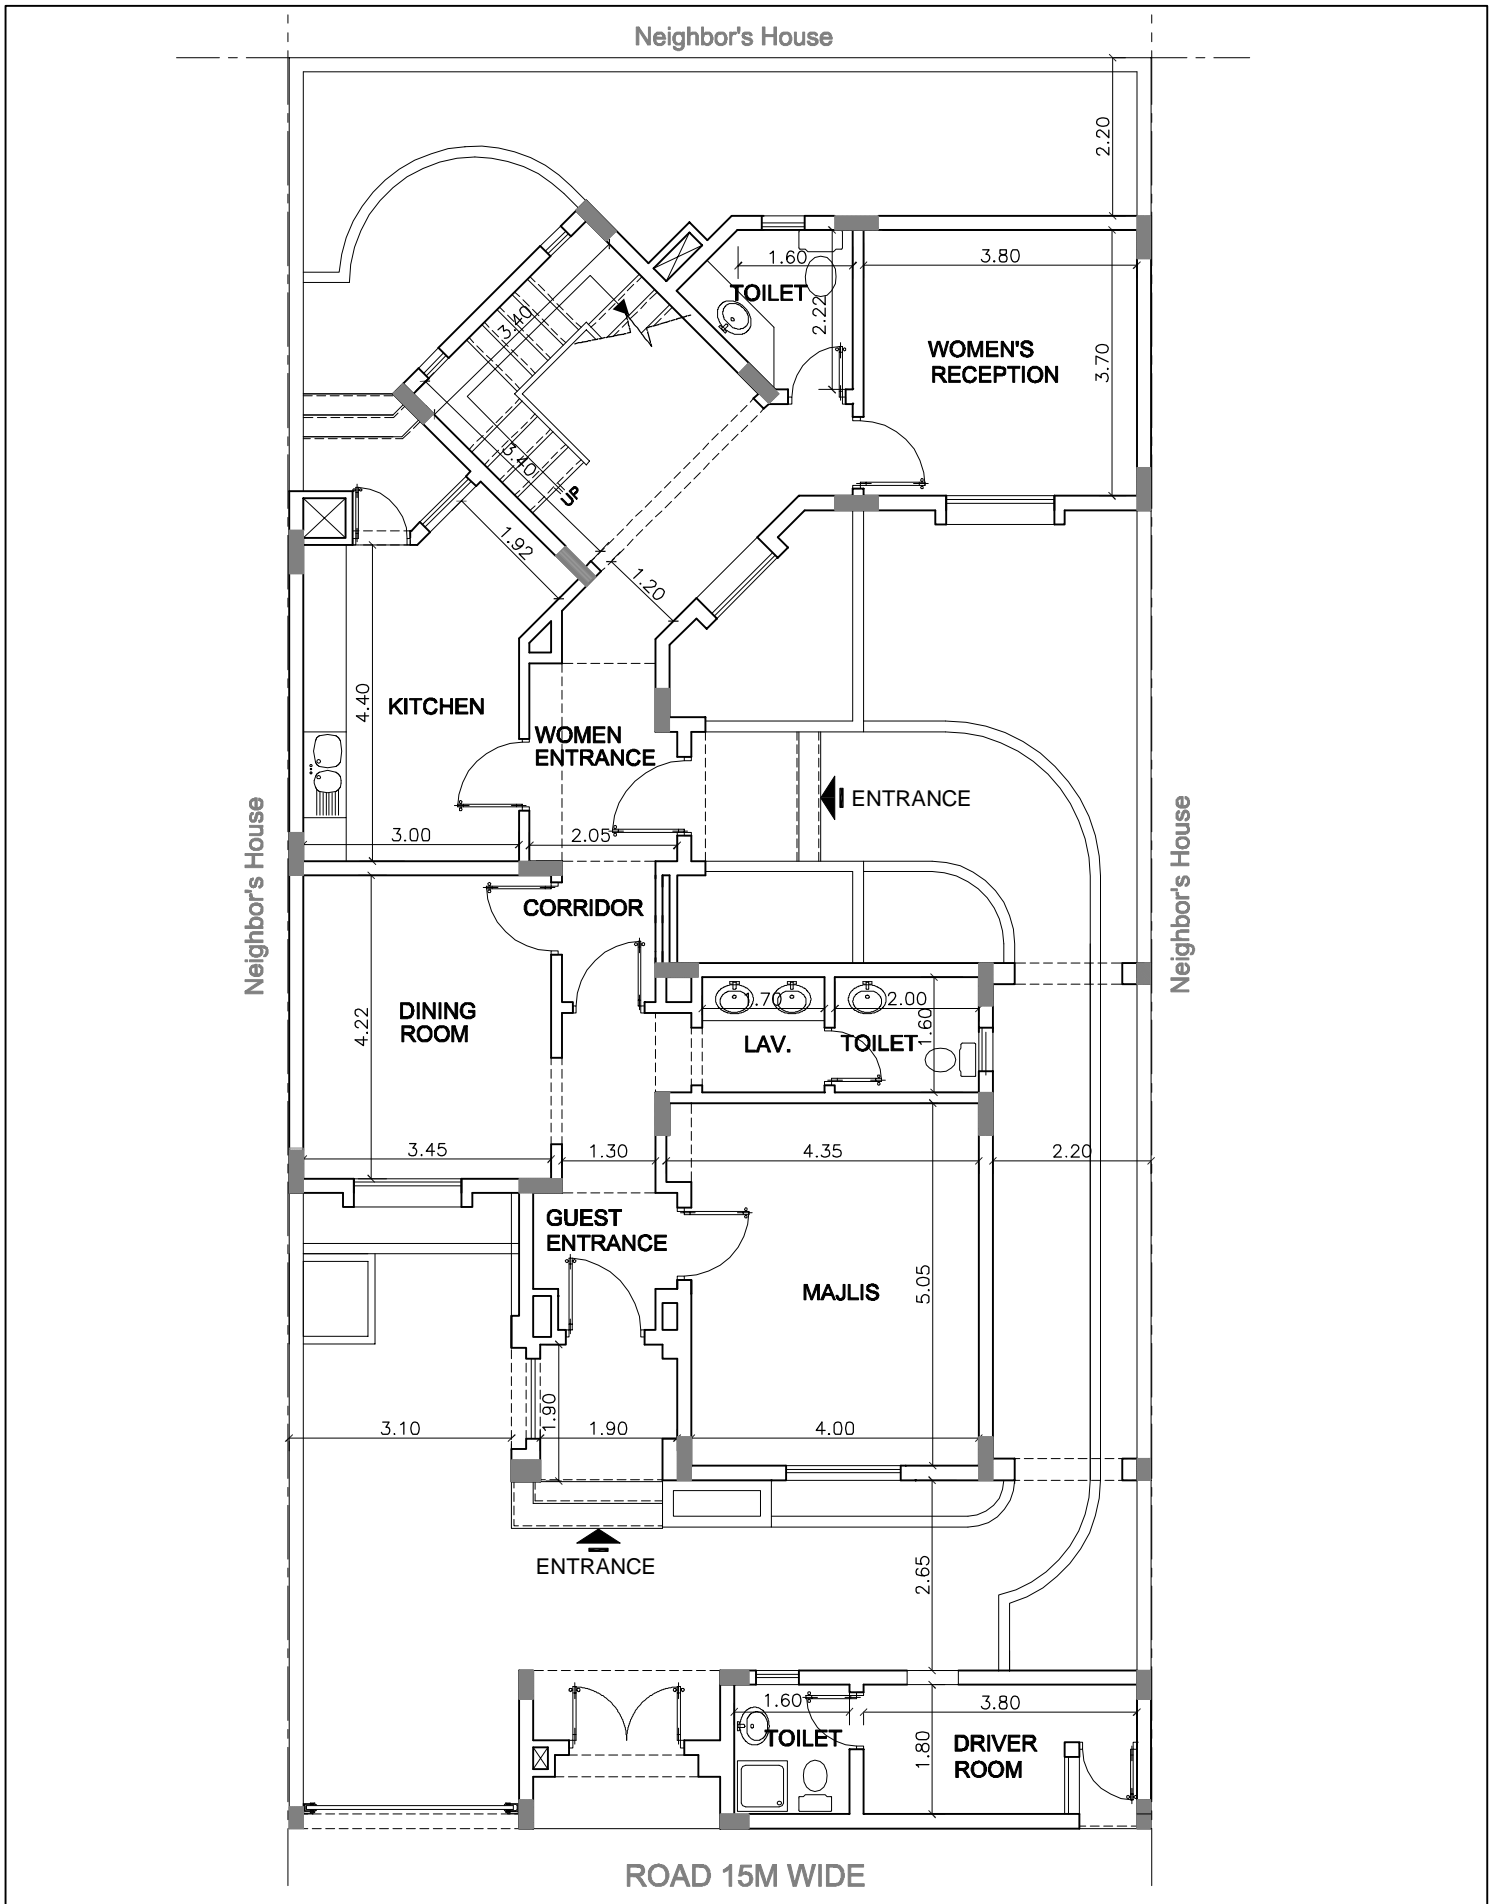 Neighbor's House
2.20
1.60
3.80
TOILET
2.22
3.40
WOMEN'S
RECEPTION
3.70
3.40
UP
1.92
1.20
4.40
KITCHEN
WOMEN
ENTRANCE
ENTRANCE
Neighbor's House
Neighbor's House
3.00
2.05
CORRIDOR
DINING
ROOM
4.22
1.70
2.00
1.60
LAV.
TOILET
3.45
1.30
4.35
2.20
GUEST
ENTRANCE
MAJLIS
5.05
1.90
3.10
1.90
4.00
ENTRANCE
2.65
1.60
3.80
TOILET
1.80
DRIVER
ROOM
ROAD 15M WIDE